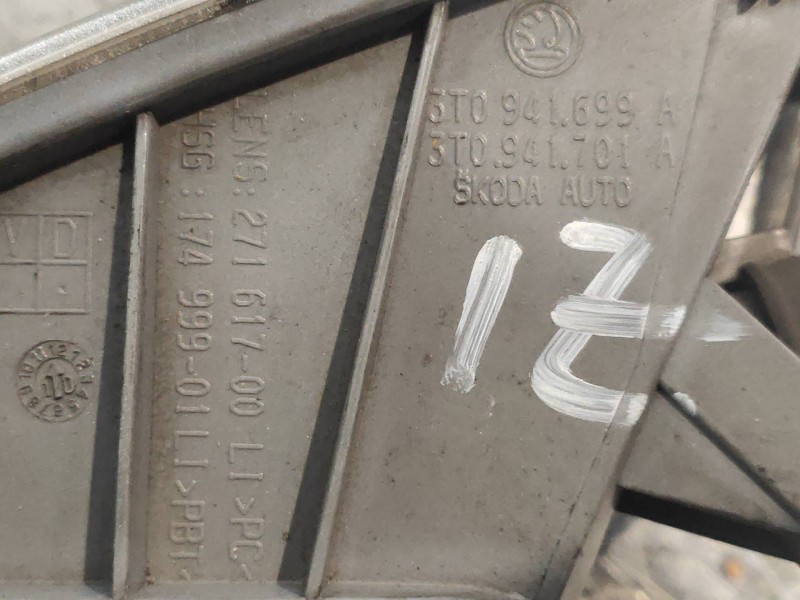 3T0 941.699 A
3T0.941.701 A
ŠKODA AUTO
LENS: 271 617-00 LI >PC<
HSG: 174 999-01 LI >PBT<
V D
11